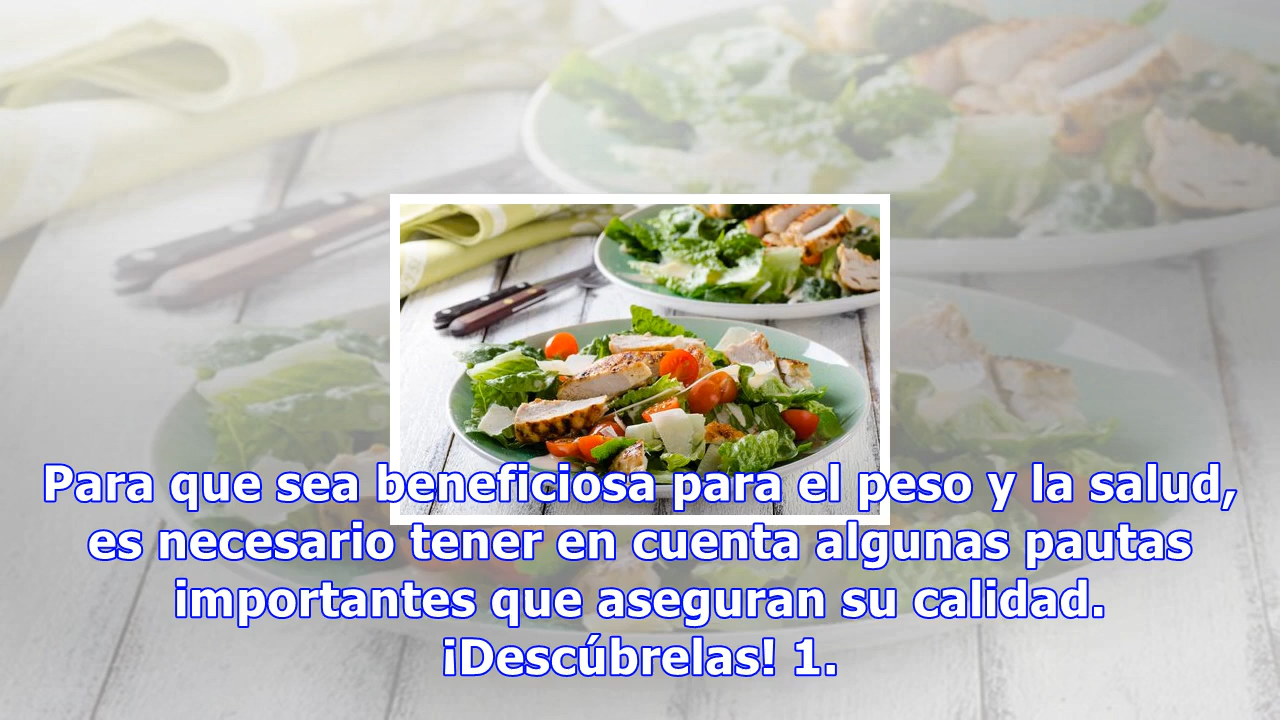 Para que sea beneficiosa para el peso y la salud,
es necesario tener en cuenta algunas pautas
importantes que aseguran su calidad.
¡Descúbrelas! 1.